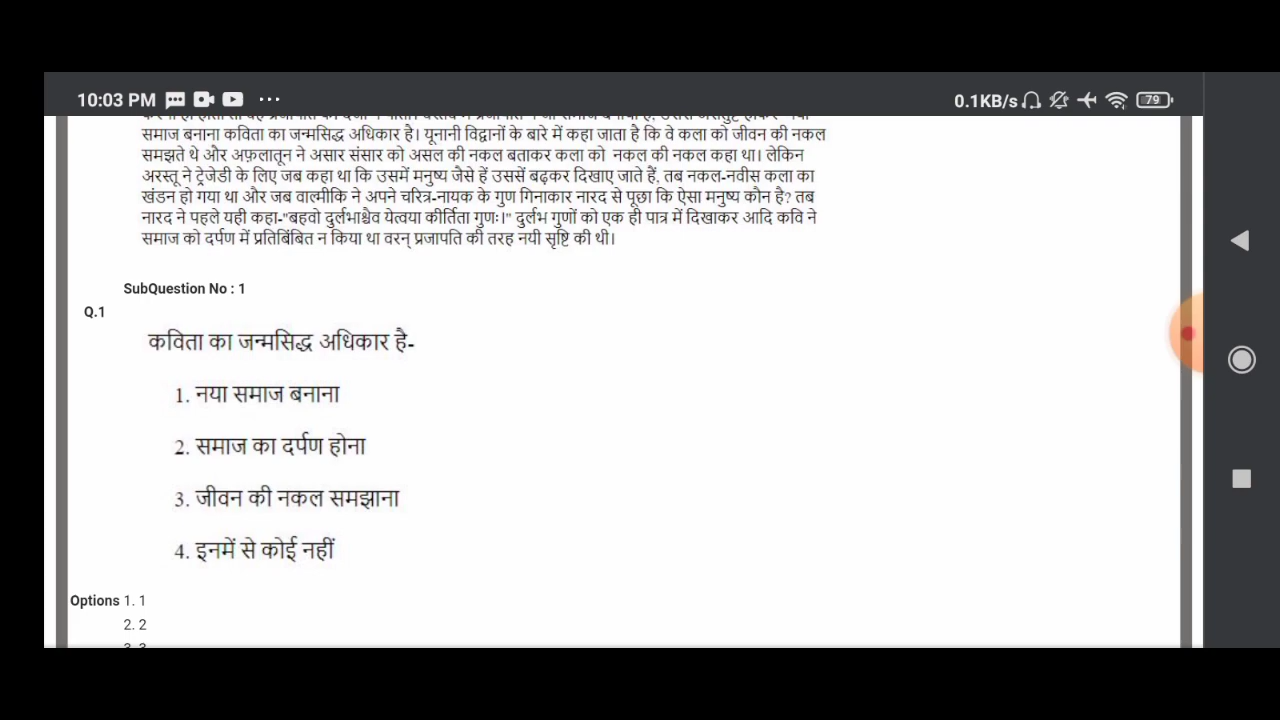 10:03 PM ... 0.1KB/s 79
समाज बनाना कविता का जन्मसिद्ध अधिकार है। यूनानी विद्वानों के बारे में कहा जाता है कि वे कला को जीवन की नकल
समझते थे और अफ़लातून ने असार संसार को असल की नकल बताकर कला को नकल की नकल कहा था। लेकिन
अरस्तू ने ट्रेजेडी के लिए जब कहा था कि उसमें मनुष्य जैसे हें उससें बढ़कर दिखाए जाते हैं, तब नकल-नवीस कला का
खंडन हो गया था और जब वाल्मीकि ने अपने चरित्र-नायक के गुण गिनाकार नारद से पूछा कि ऐसा मनुष्य कौन है? तब
नारद ने पहले यही कहा-"बहवो दुर्लभाश्चैव येत्वया कीर्तिता गुणः।" दुर्लभ गुणों को एक ही पात्र में दिखाकर आदि कवि ने
समाज को दर्पण में प्रतिबिंबित न किया था वरन् प्रजापति की तरह नयी सृष्टि की थी।
SubQuestion No : 1
Q.1
कविता का जन्मसिद्ध अधिकार है-
1. नया समाज बनाना
2. समाज का दर्पण होना
3. जीवन की नकल समझाना
4. इनमें से कोई नहीं
Options 1. 1
2. 2